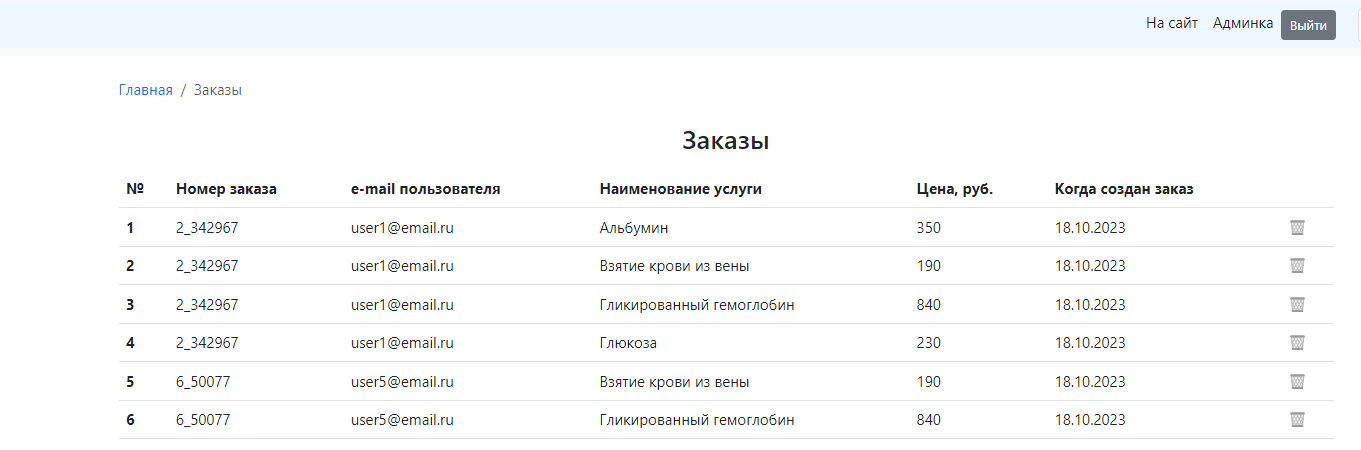 На сайт Админка Выйти
Главная / Заказы
Заказы
№ Номер заказа e-mail пользователя Наименование услуги Цена, руб. Когда создан заказ
1 2_342967 user1@email.ru Альбумин 350 18.10.2023
2 2_342967 user1@email.ru Взятие крови из вены 190 18.10.2023
3 2_342967 user1@email.ru Гликированный гемоглобин 840 18.10.2023
4 2_342967 user1@email.ru Глюкоза 230 18.10.2023
5 6_50077 user5@email.ru Взятие крови из вены 190 18.10.2023
6 6_50077 user5@email.ru Гликированный гемоглобин 840 18.10.2023